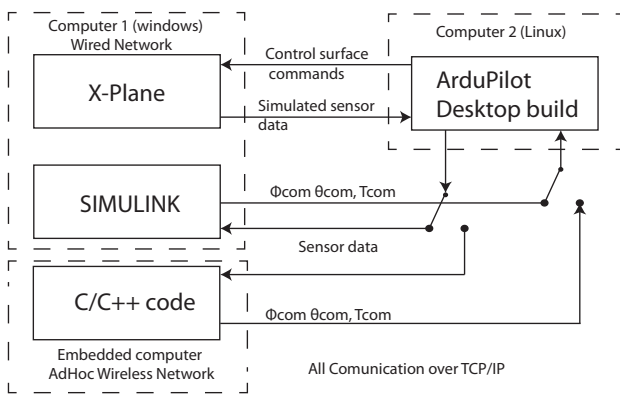 Computer 1 (windows)
Wired Network
Computer 2 (Linux)
X-Plane
Control surface
commands
Simulated sensor
data
ArduPilot
Desktop build
SIMULINK
Φcom θcom, Tcom
Sensor data
C/C++ code
Φcom θcom, Tcom
Embedded computer
AdHoc Wireless Network
All Comunication over TCP/IP